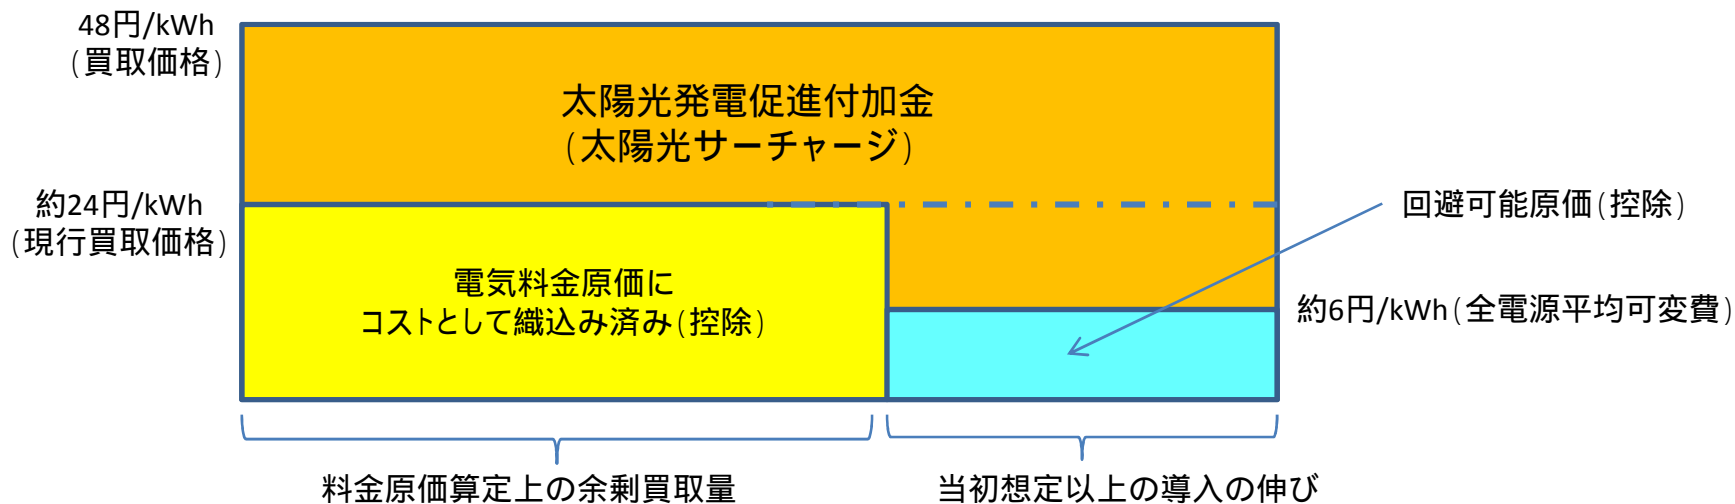 48円/kWh
(買取価格)
太陽光発電促進付加金
(太陽光サーチャージ)
約24円/kWh
(現行買取価格)
回避可能原価(控除)
電気料金原価に
コストとして織込み済み(控除)
約6円/kWh(全電源平均可変費)
料金原価算定上の余剰買取量
当初想定以上の導入の伸び